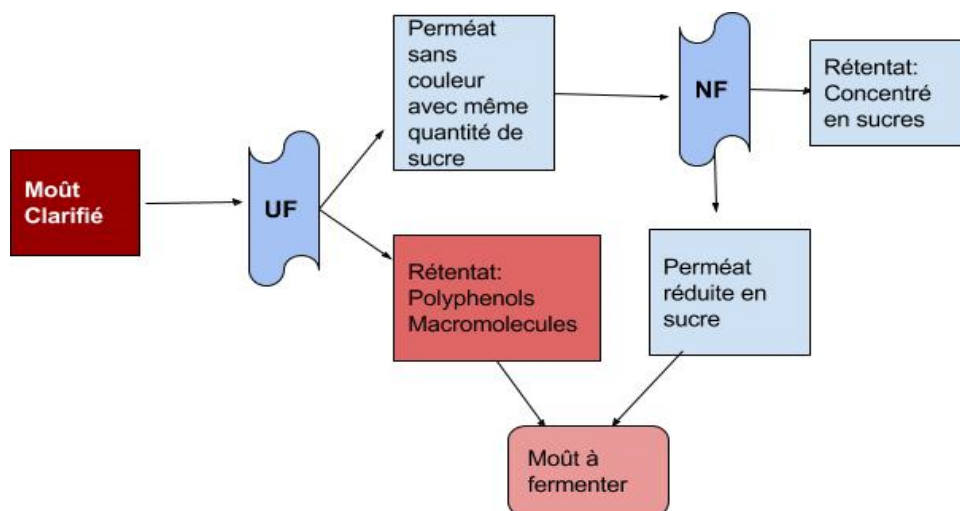 Moût
Clarifié
UF
Perméat
sans
couleur
avec même
quantité de
sucre
NF
Rétentat:
Concentré
en sucres
Rétentat:
Polyphenols
Macromolecules
Perméat
réduite en
sucre
Moût à
fermenter